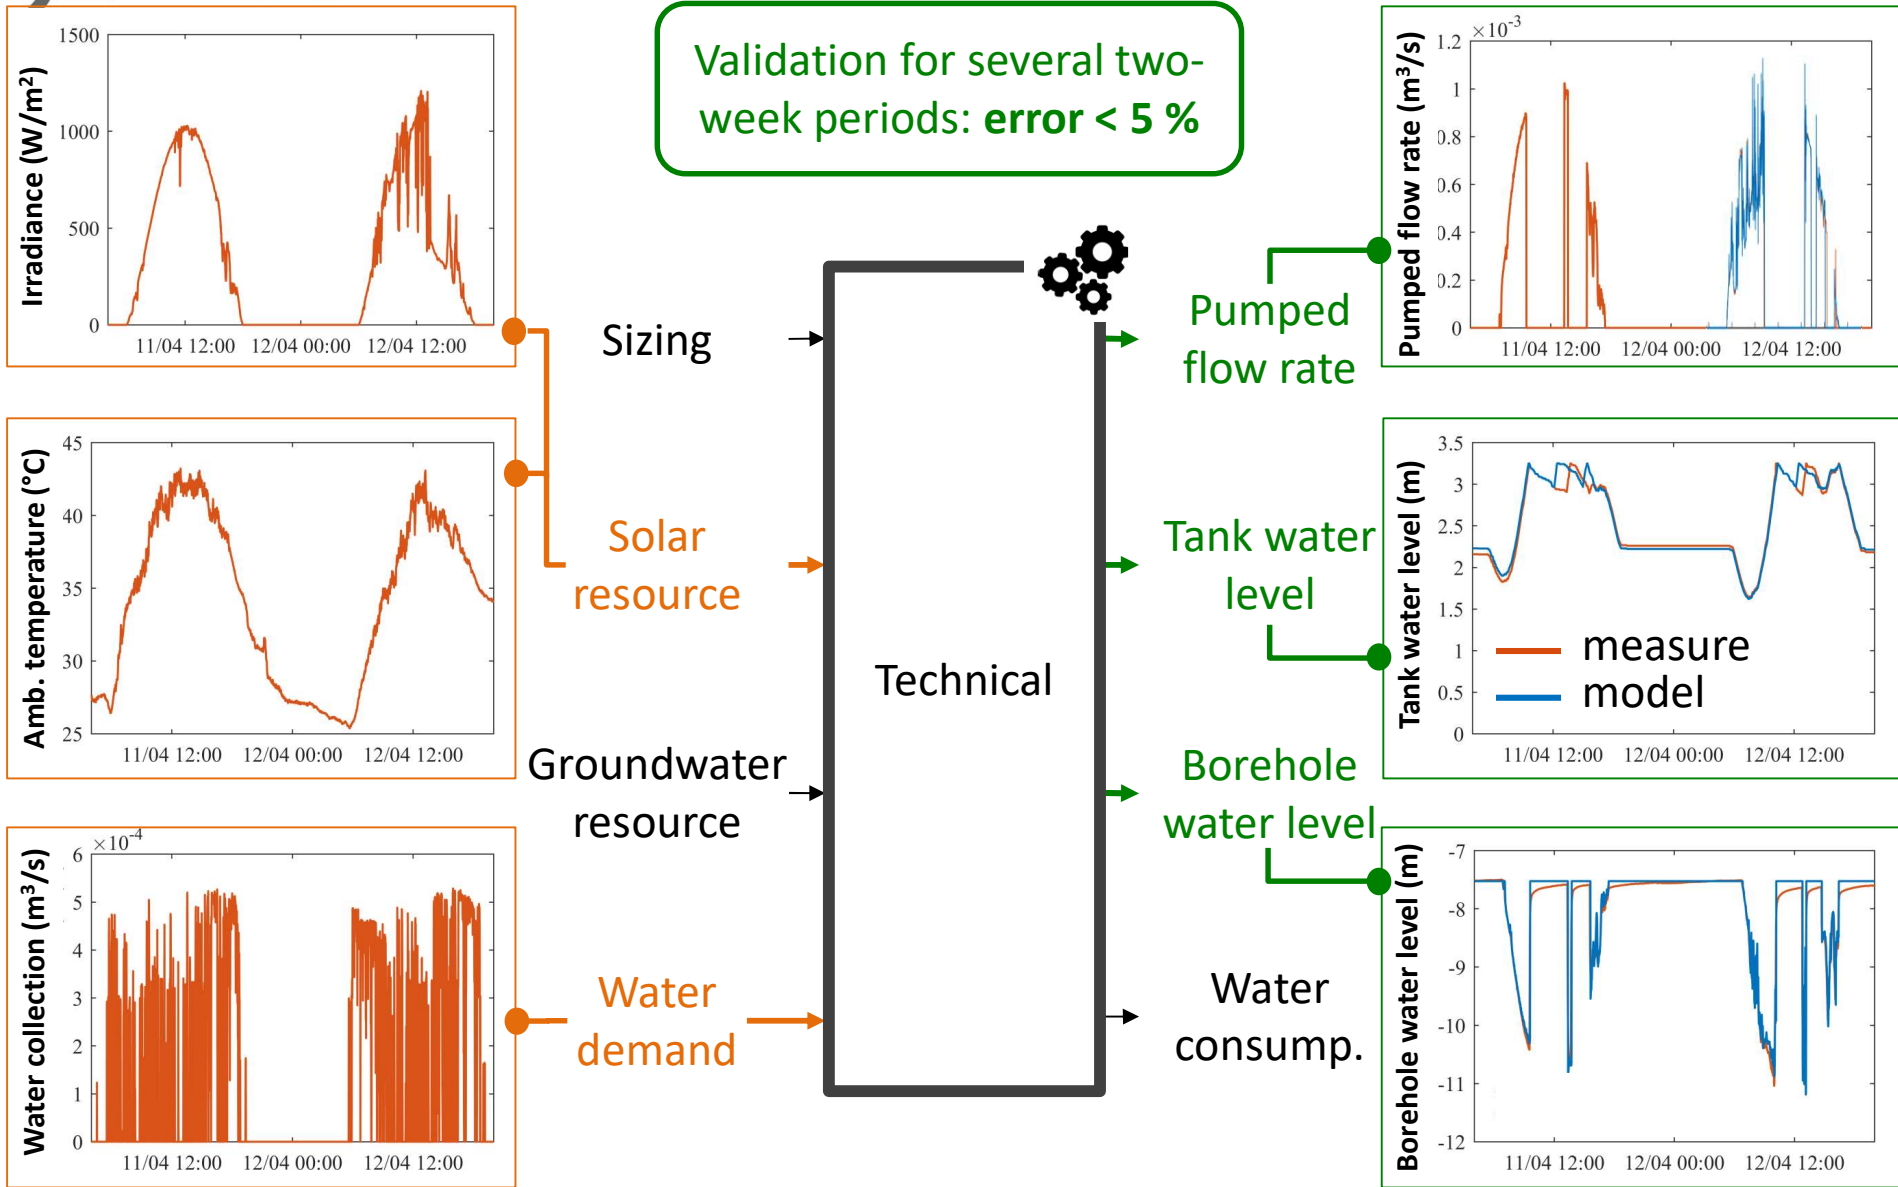 Validation for several two-
week periods: error < 5 %
Irradiance (W/m²)
1500
1000
500
0
11/04 12:00 12/04 00:00 12/04 12:00
Amb. temperature (°C)
45
40
35
30
25
11/04 12:00 12/04 00:00 12/04 12:00
Water collection (m³/s)
×10⁻⁴
6
5
4
3
2
1
0
11/04 12:00 12/04 00:00 12/04 12:00
Sizing
Solar
resource
Groundwater
resource
Water
demand
Technical
Pumped
flow rate
Tank water
level
Borehole
water level
Water
consump.
Pumped flow rate (m³/s)
×10⁻³
1.2
1
0.8
0.6
0.4
0.2
0
11/04 12:00 12/04 00:00 12/04 12:00
Tank water level (m)
3.5
3
2.5
2
1.5
1
0.5
0
measure
model
11/04 12:00 12/04 00:00 12/04 12:00
Borehole water level (m)
-7
-8
-9
-10
-11
-12
11/04 12:00 12/04 00:00 12/04 12:00